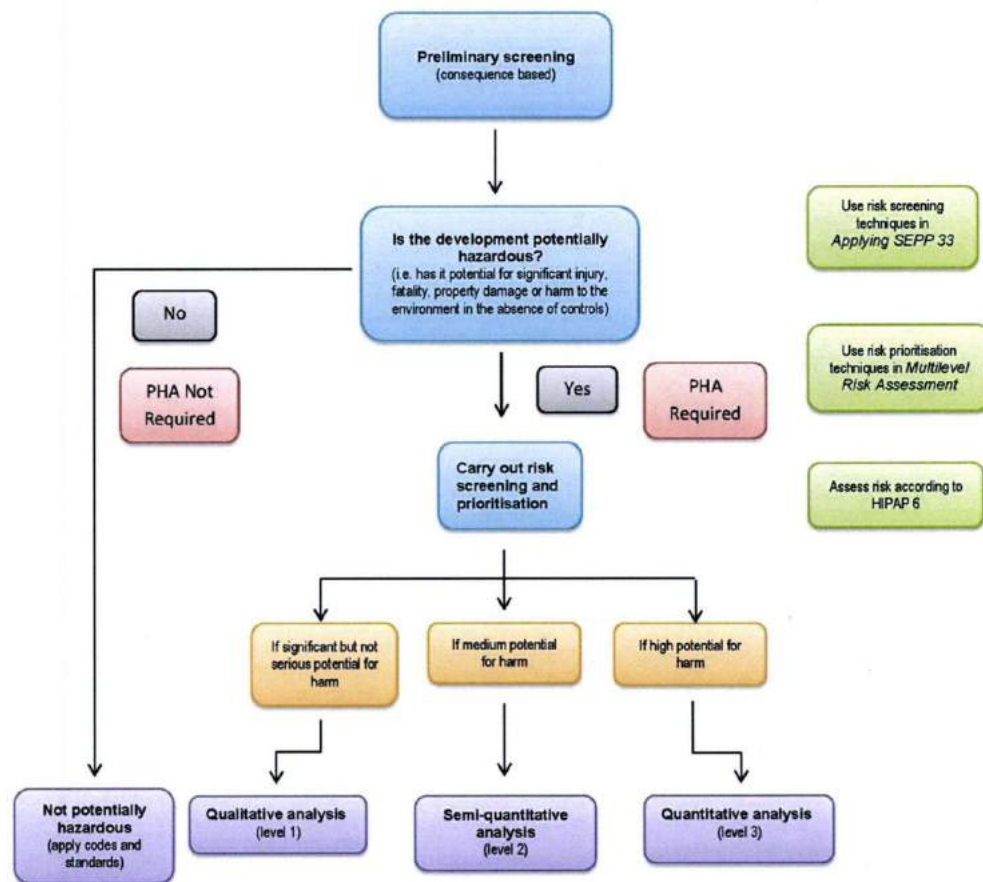 Preliminary screening
(consequence based)
Is the development potentially
hazardous?
(i.e. has it potential for significant injury,
fatality, property damage or harm to the
environment in the absence of controls)
Use risk screening
techniques in
Applying SEPP 33
No
PHA Not
Required
Yes
PHA
Required
Use risk prioritisation
techniques in Multilevel
Risk Assessment
Carry out risk
screening and
prioritisation
Assess risk according to
HIPAP 6
If significant but not
serious potential for
harm
If medium potential
for harm
If high potential for
harm
Not potentially
hazardous
(apply codes and
standards)
Qualitative analysis
(level 1)
Semi-quantitative
analysis
(level 2)
Quantitative analysis
(level 3)